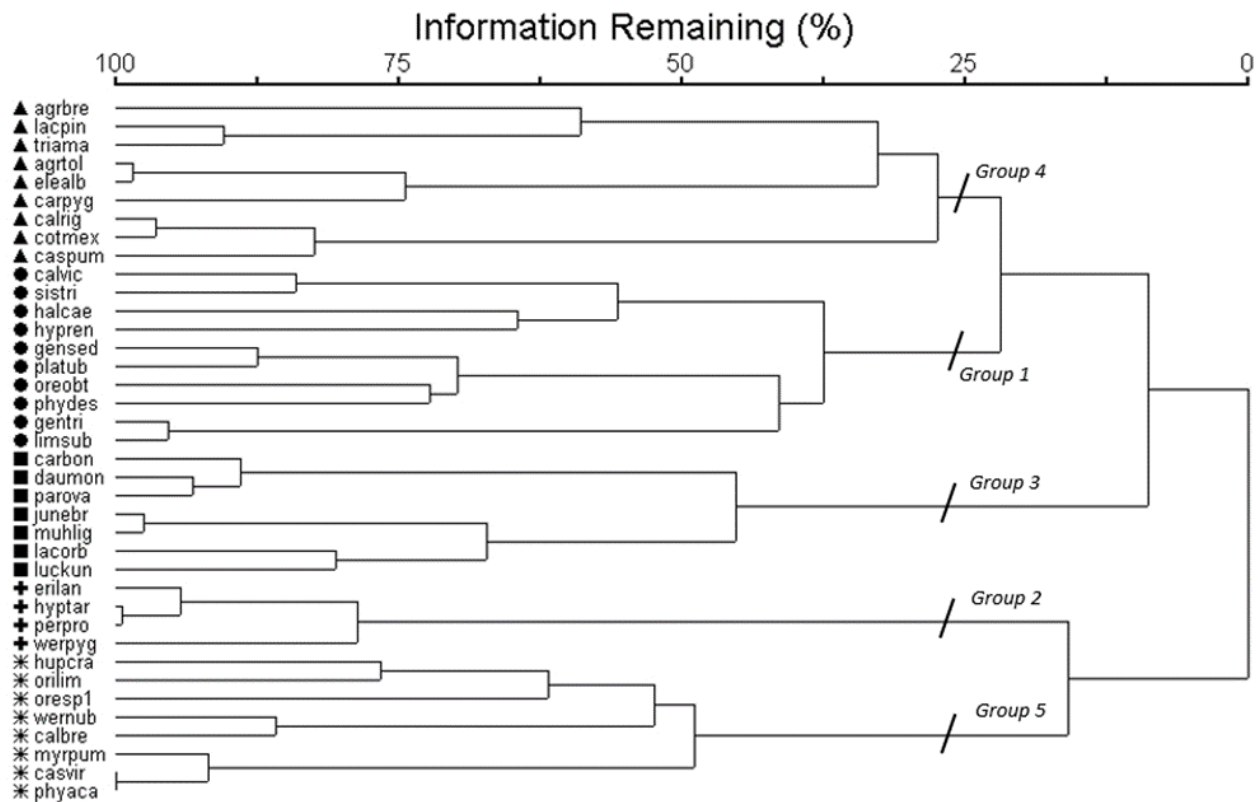 Information Remaining (%)
100 75 50 25 0
agrbre
lacpin
triama
agrtol
elealb
carpyg
calrig
cotmex
caspum
calvic
sistri
halcae
hypren
gensed
platub
oreobt
phydes
gentri
limsub
carbon
daumon
parova
junebr
muhlig
lacorb
luckun
erilan
hyptar
perpro
werpyg
hupcra
orilim
oresp1
wernub
calbre
myrpum
casvir
phyaca
Group 4
Group 1
Group 3
Group 2
Group 5